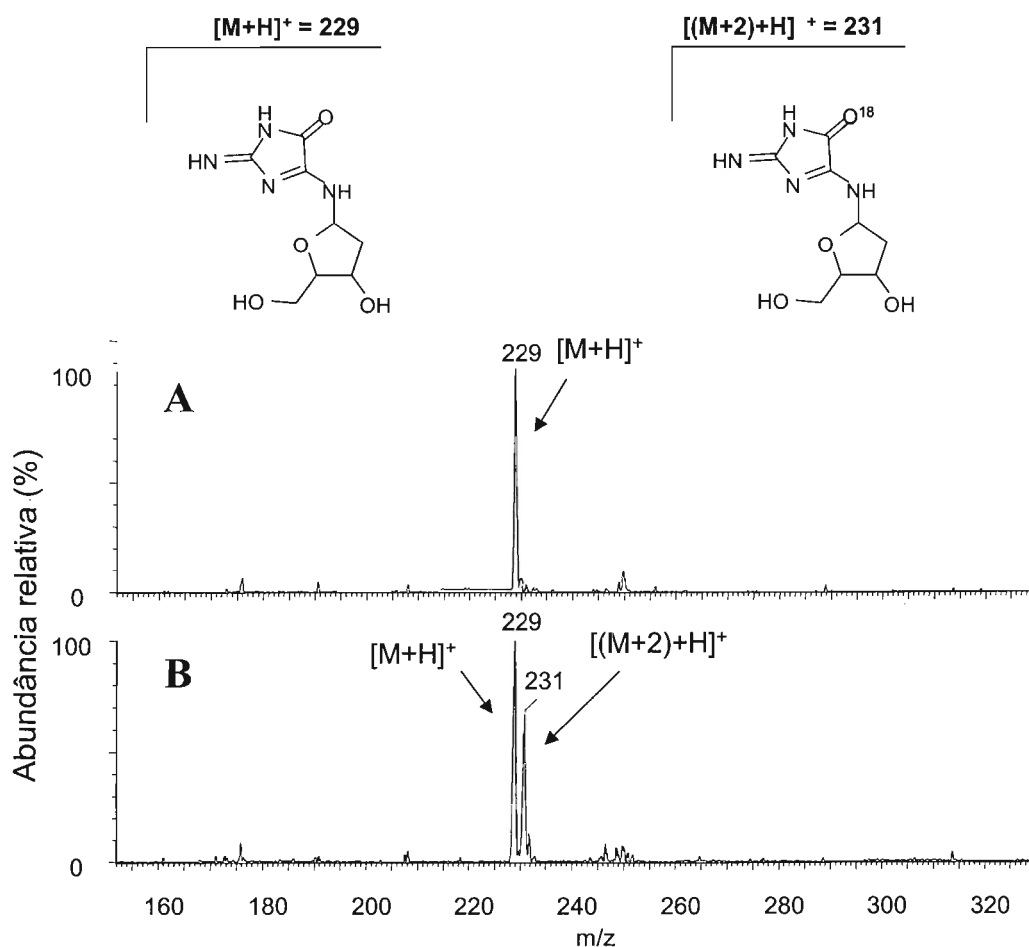 [M+H]+ = 229
[(M+2)+H] + = 231
H
N
O
HN
N
NH
O
HO
OH
H
N
O18
HN
N
NH
O
HO
OH
229 [M+H]+
100
A
0
Abundância relativa (%)
229
100
[M+H]+
[(M+2)+H]+
B
231
0
160 180 200 220 240 260 280 300 320
m/z